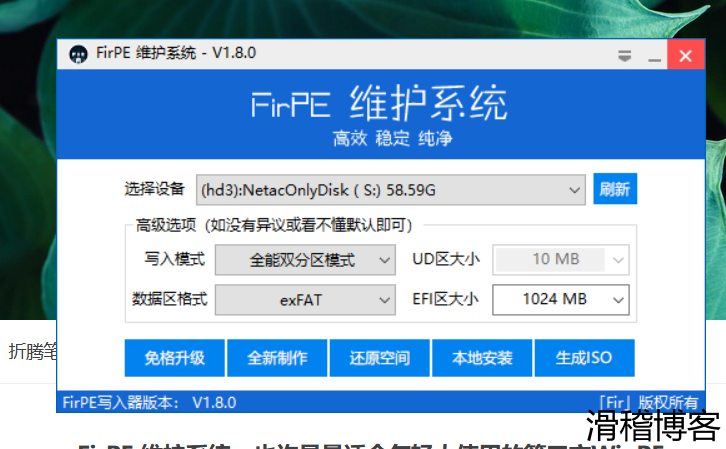 FirPE 维护系统 - V1.8.0
FirPE 维护系统
高效 稳定 纯净
选择设备 (hd3):NetacOnlyDisk ( S:) 58.59G 刷新
高级选项 (如没有异议或看不懂默认即可)
写入模式 全能双分区模式 UD区大小 10 MB
数据区格式 exFAT EFI区大小 1024 MB
折腾笔
免格升级 全新制作 还原空间 本地安装 生成ISO
FirPE写入器版本: V1.8.0 「Fir」版权所有
滑稽博客